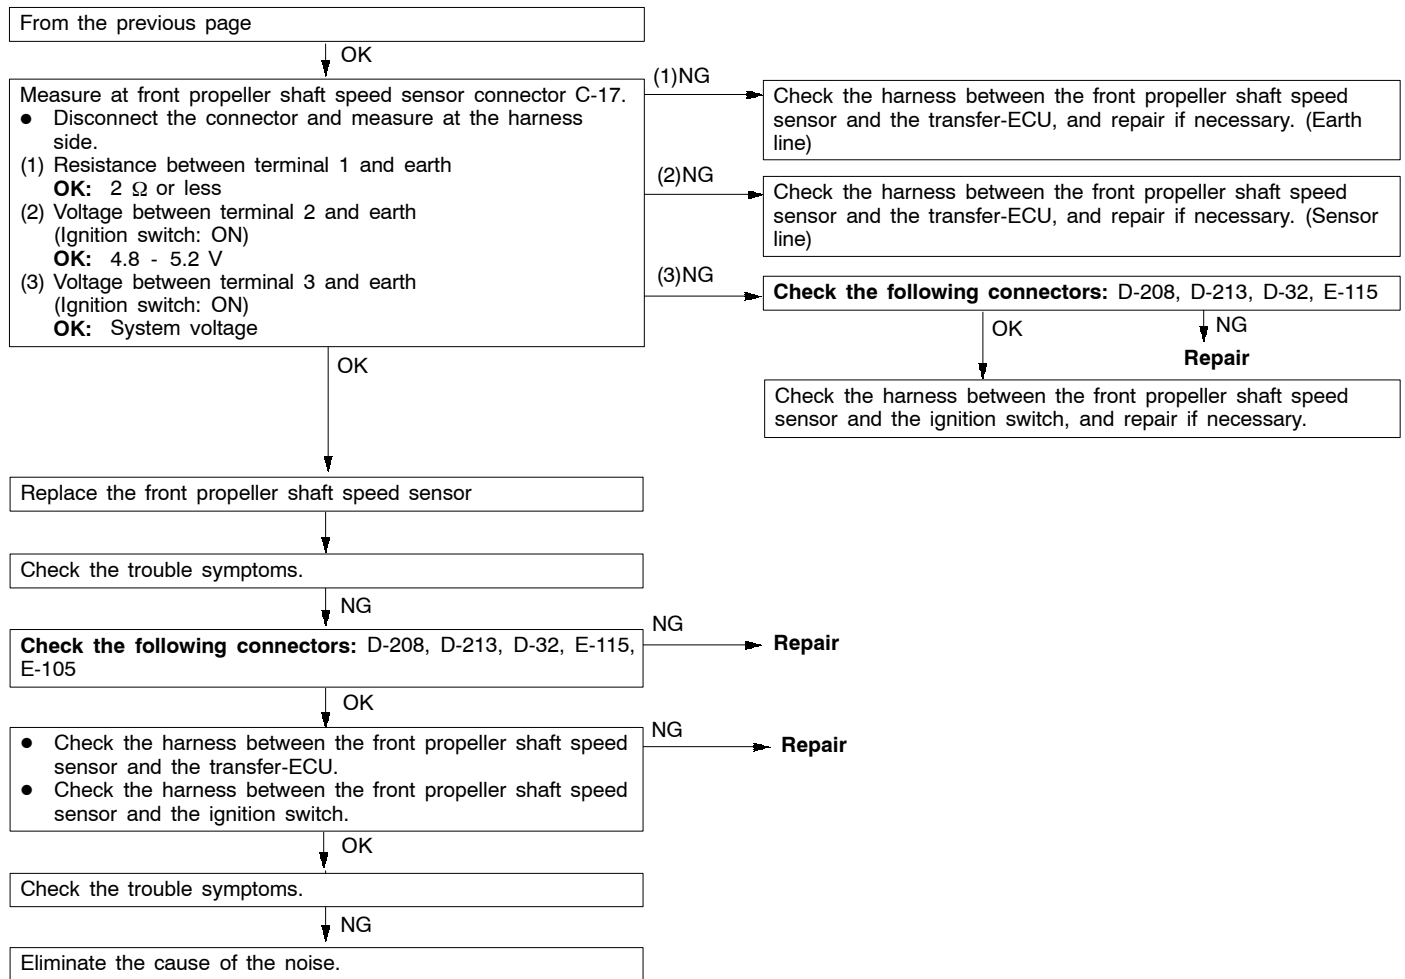 From the previous page
OK
Measure at front propeller shaft speed sensor connector C-17.
● Disconnect the connector and measure at the harness
side.
(1) Resistance between terminal 1 and earth
OK: 2 Ω or less
(2) Voltage between terminal 2 and earth
(Ignition switch: ON)
OK: 4.8 - 5.2 V
(3) Voltage between terminal 3 and earth
(Ignition switch: ON)
OK: System voltage
(1)NG
Check the harness between the front propeller shaft speed
sensor and the transfer-ECU, and repair if necessary. (Earth
line)
(2)NG
Check the harness between the front propeller shaft speed
sensor and the transfer-ECU, and repair if necessary. (Sensor
line)
(3)NG
Check the following connectors: D-208, D-213, D-32, E-115
OK
NG
Repair
Check the harness between the front propeller shaft speed
sensor and the ignition switch, and repair if necessary.
OK
Replace the front propeller shaft speed sensor
Check the trouble symptoms.
NG
Check the following connectors: D-208, D-213, D-32, E-115,
E-105
NG
Repair
OK
● Check the harness between the front propeller shaft speed
sensor and the transfer-ECU.
● Check the harness between the front propeller shaft speed
sensor and the ignition switch.
NG
Repair
OK
Check the trouble symptoms.
NG
Eliminate the cause of the noise.